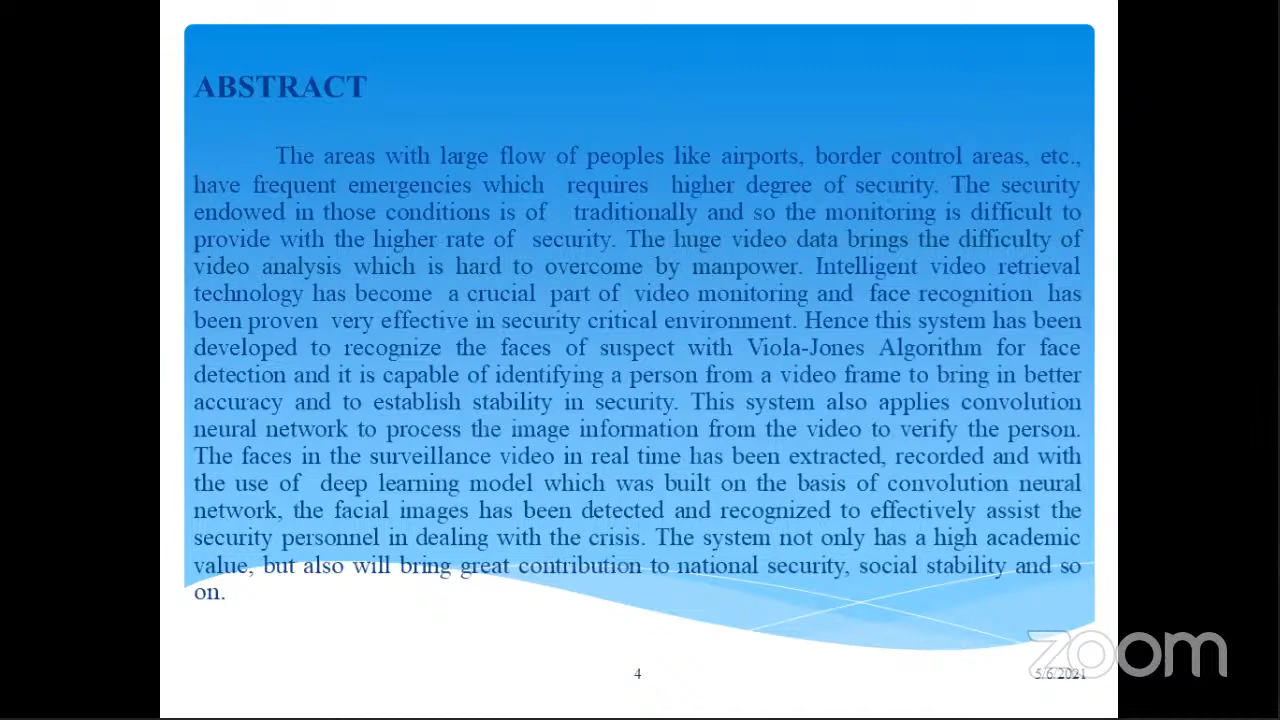 ABSTRACT
The areas with large flow of peoples like airports, border control areas, etc.,
have frequent emergencies which requires higher degree of security. The security
endowed in those conditions is of traditionally and so the monitoring is difficult to
provide with the higher rate of security. The huge video data brings the difficulty of
video analysis which is hard to overcome by manpower. Intelligent video retrieval
technology has become a crucial part of video monitoring and face recognition has
been proven very effective in security critical environment. Hence this system has been
developed to recognize the faces of suspect with Viola-Jones Algorithm for face
detection and it is capable of identifying a person from a video frame to bring in better
accuracy and to establish stability in security. This system also applies convolution
neural network to process the image information from the video to verify the person.
The faces in the surveillance video in real time has been extracted, recorded and with
the use of deep learning model which was built on the basis of convolution neural
network, the facial images has been detected and recognized to effectively assist the
security personnel in dealing with the crisis. The system not only has a high academic
value, but also will bring great contribution to national security, social stability and so
on.
4
5/6/2021
zoom